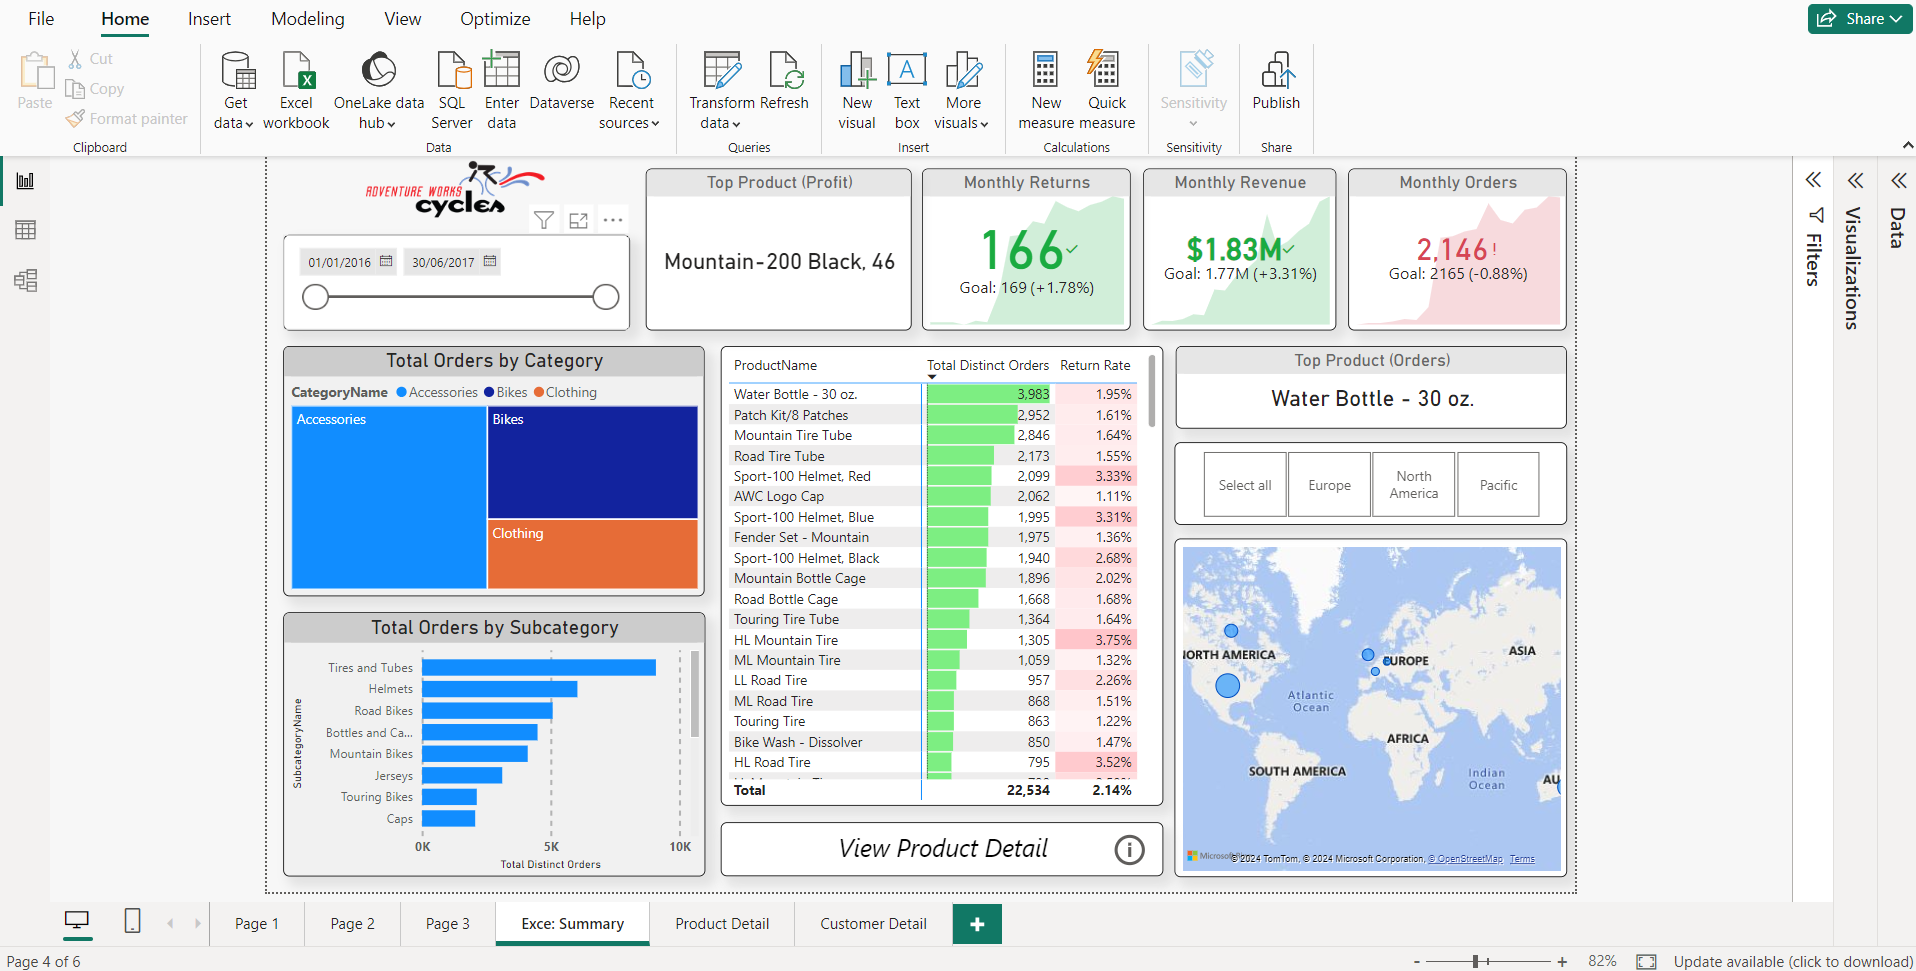 File Home Insert Modeling View Optimize Help Share
Paste
Cut
Copy
Format painter
Clipboard
Get data
Excel workbook
OneLake data hub
SQL Server
Enter data
Dataverse
Recent sources
Data
Transform data
Refresh
Queries
New visual
Text box
More visuals
Insert
New measure
Quick measure
Calculations
Sensitivity
Sensitivity
Publish
Share
ADVENTURE WORKS
cycles
01/01/2016 30/06/2017
Top Product (Profit)
Mountain-200 Black, 46
Monthly Returns
166
Goal: 169 (+1.78%)
Monthly Revenue
$1.83M
Goal: 1.77M (+3.31%)
Monthly Orders
2,146!
Goal: 2165 (-0.88%)
Filters
Visualizations
Data
Total Orders by Category
CategoryName Accessories Bikes Clothing
Accessories
Bikes
Clothing
Total Orders by Subcategory
SubcategoryName
Tires and Tubes
Helmets
Road Bikes
Bottles and Ca...
Mountain Bikes
Jerseys
Touring Bikes
Caps
0K 5K 10K
Total Distinct Orders
ProductName Total Distinct Orders Return Rate
Water Bottle - 30 oz. 3,983 1.95%
Patch Kit/8 Patches 2,952 1.61%
Mountain Tire Tube 2,846 1.64%
Road Tire Tube 2,173 1.55%
Sport-100 Helmet, Red 2,099 3.33%
AWC Logo Cap 2,062 1.11%
Sport-100 Helmet, Blue 1,995 3.31%
Fender Set - Mountain 1,975 1.36%
Sport-100 Helmet, Black 1,940 2.68%
Mountain Bottle Cage 1,896 2.02%
Road Bottle Cage 1,668 1.68%
Touring Tire Tube 1,364 1.64%
HL Mountain Tire 1,305 3.75%
ML Mountain Tire 1,059 1.32%
LL Road Tire 957 2.26%
ML Road Tire 868 1.51%
Touring Tire 863 1.22%
Bike Wash - Dissolver 850 1.47%
HL Road Tire 795 3.52%
Total 22,534 2.14%
View Product Detail
Top Product (Orders)
Water Bottle - 30 oz.
Select all
Europe
North America
Pacific
NORTH AMERICA
EUROPE
ASIA
Atlantic Ocean
AFRICA
SOUTH AMERICA
Indian Ocean
AU
Microsoft
© 2024 TomTom, © 2024 Microsoft Corporation, © OpenStreetMap Terms
Page 1 Page 2 Page 3 Exce: Summary Product Detail Customer Detail +
Page 4 of 6
- + 82% Update available (click to download)